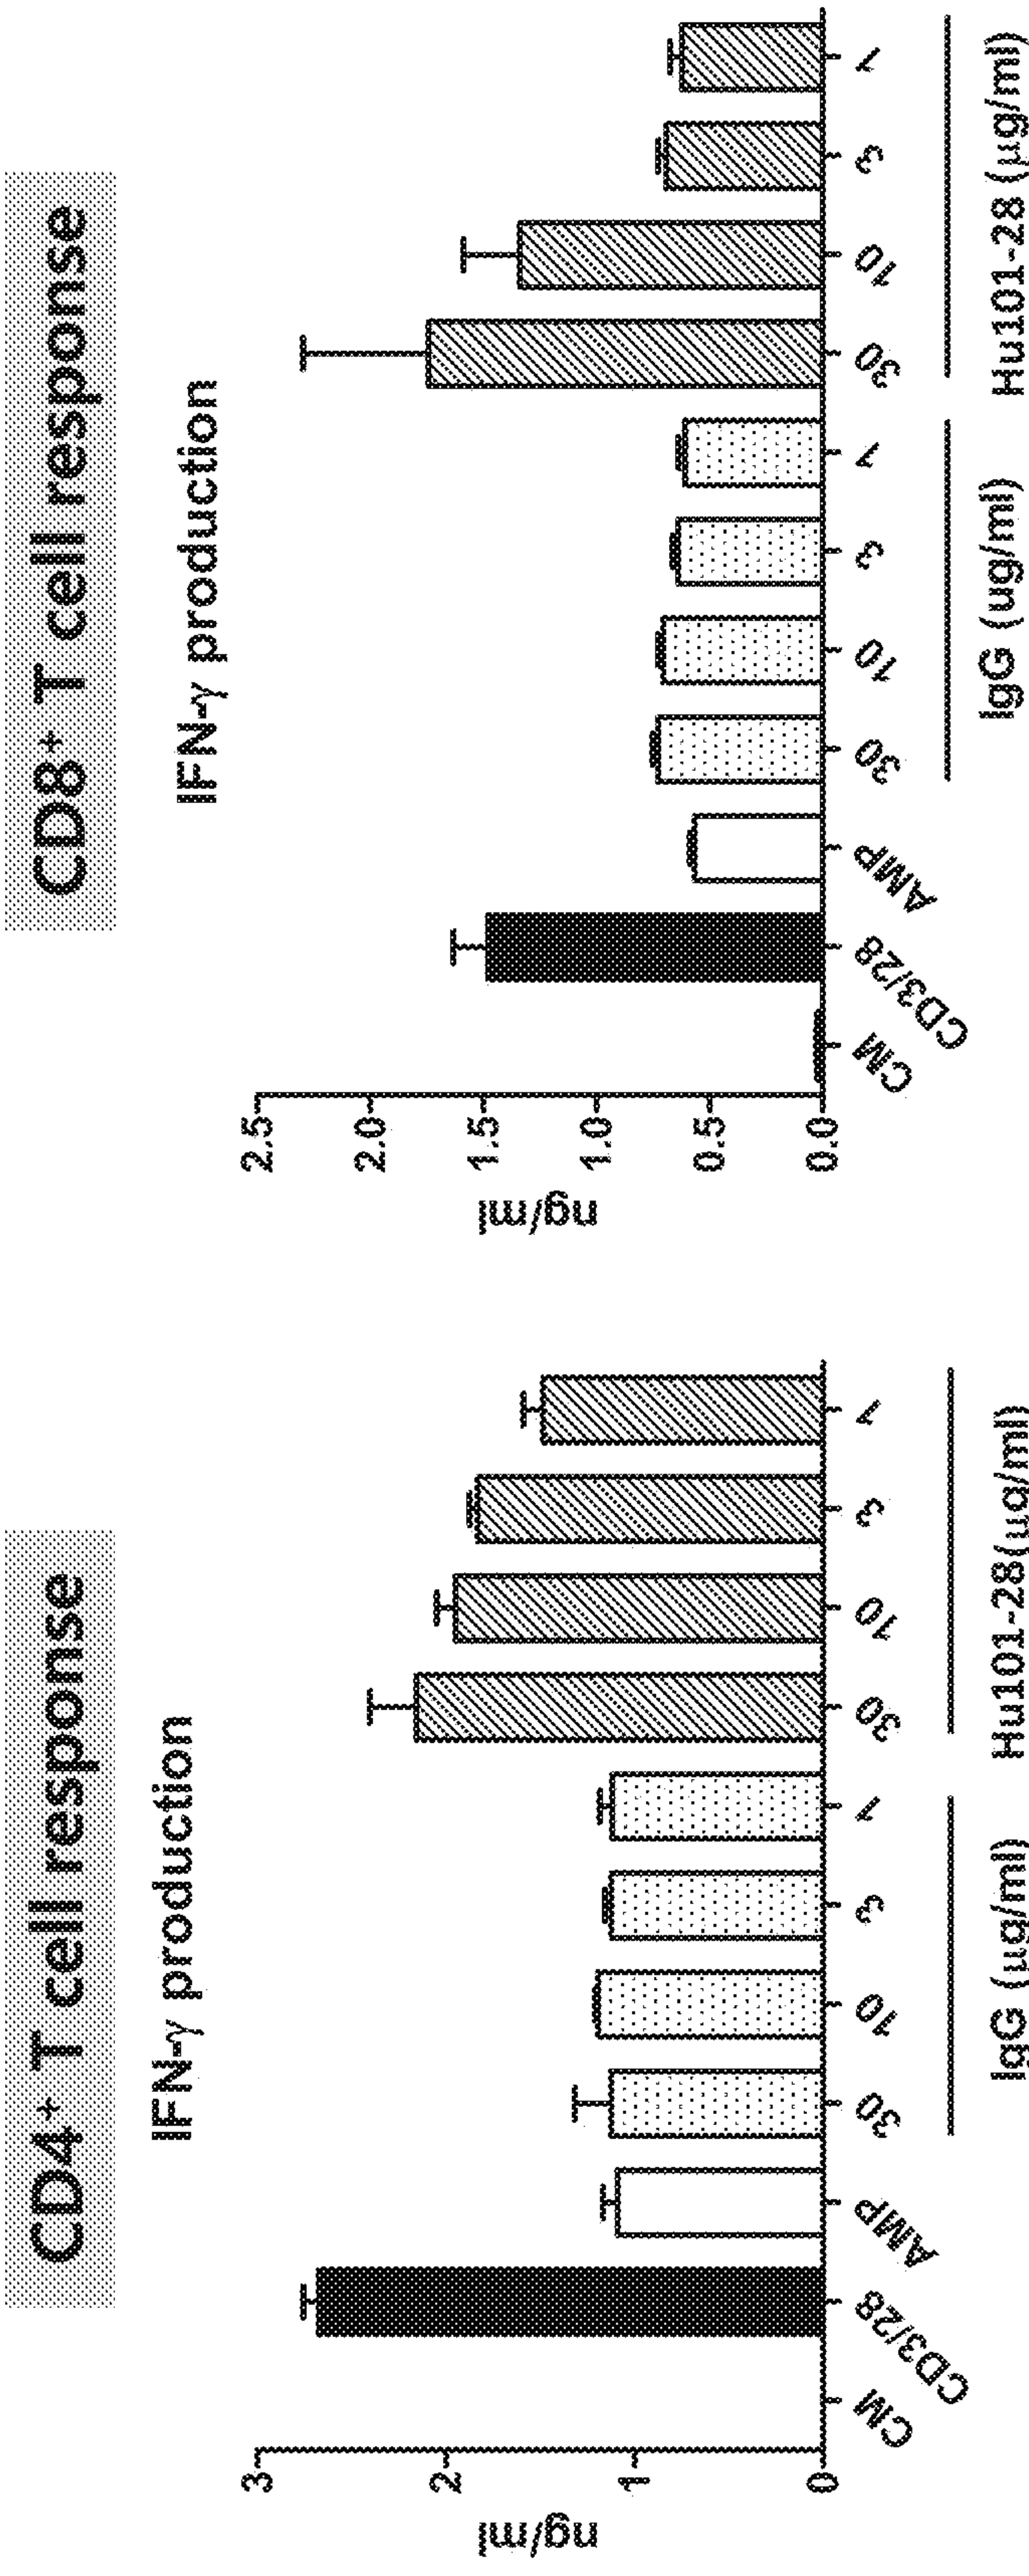 CD4⁺ T cell response
IFN-γ production
ng/ml
3
2
1
0
CM
CD3/28
AMP
30
10
3
1
30
10
3
1
IgG (µg/ml)
Hu101-28(µg/ml)
CD8⁺ T cell response
IFN-γ production
ng/ml
2.5
2.0
1.5
1.0
0.5
0.0
CM
CD3/28
AMP
30
10
3
1
30
10
3
1
IgG (ug/ml)
Hu101-28 (µg/ml)